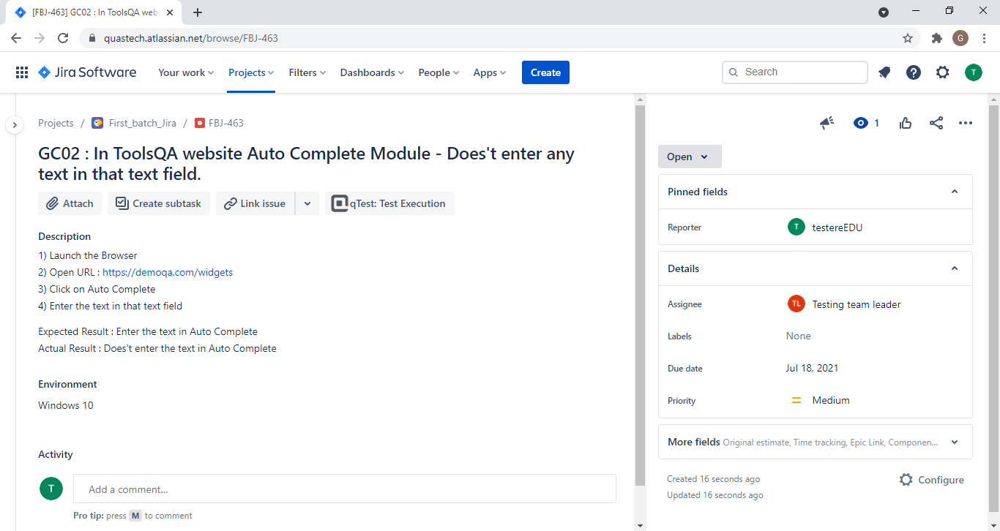 [FBJ-463] GC02 : In ToolsQA web
quastech.atlassian.net/browse/FBJ-463
G
Jira Software
Your work
Projects
Filters
Dashboards
People
Apps
Create
Search
T
Projects / First_batch_Jira / FBJ-463
GC02 : In ToolsQA website Auto Complete Module - Does't enter any
text in that text field.
Attach
Create subtask
Link issue
qTest: Test Execution
Description
1) Launch the Browser
2) Open URL : https://demoqa.com/widgets
3) Click on Auto Complete
4) Enter the text in that text field
Expected Result : Enter the text in Auto Complete
Actual Result : Does't enter the text in Auto Complete
Environment
Windows 10
Activity
T
Add a comment...
Pro tip: press M to comment
1
Open
Pinned fields
Reporter
T testereEDU
Details
Assignee
TL Testing team leader
Labels
None
Due date
Jul 18, 2021
Priority
Medium
More fields Original estimate, Time tracking, Epic Link, Componen...
Created 16 seconds ago
Updated 16 seconds ago
Configure